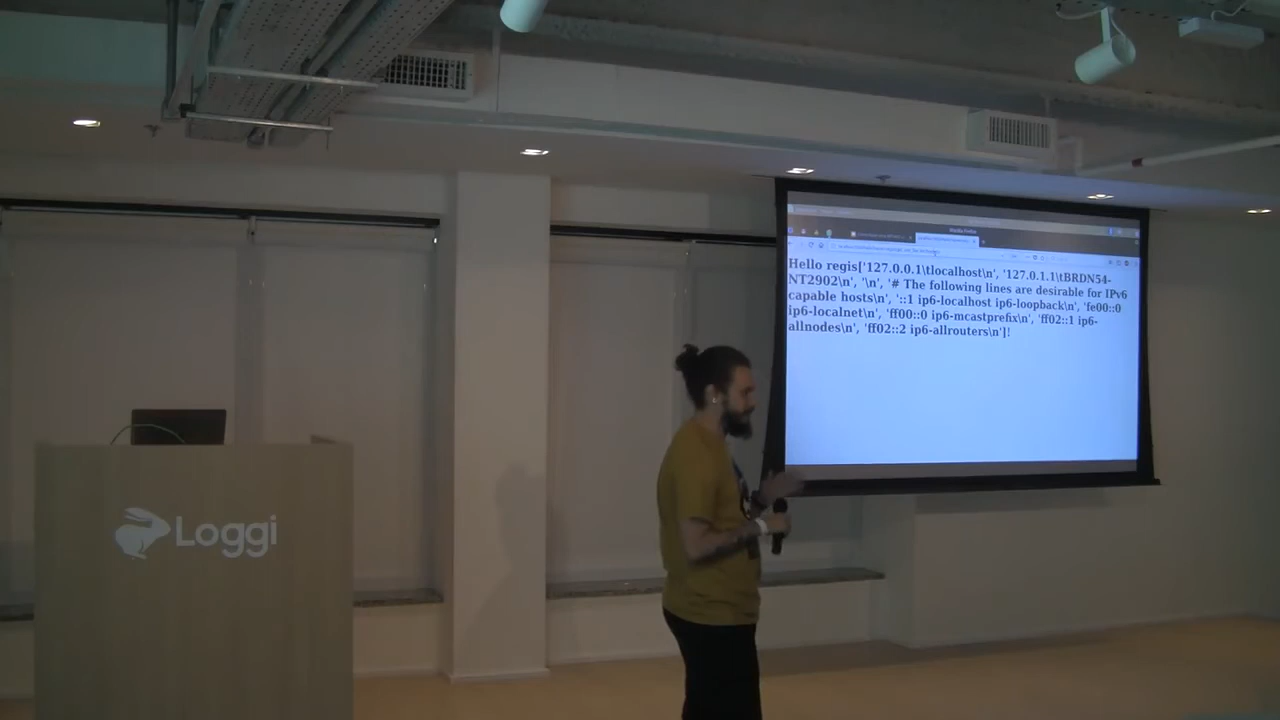 Hello regis['127.0.0.1\tlocalhost\n', '127.0.1.1\tBRDN54-
NT2902\n', '\n', '# The following lines are desirable for IPv6
capable hosts\n', '::1 ip6-localhost ip6-loopback\n', 'fe00::0
ip6-localnet\n', 'ff00::0 ip6-mcastprefix\n', 'ff02::1 ip6-
allnodes\n', 'ff02::2 ip6-allrouters\n']!
Loggi